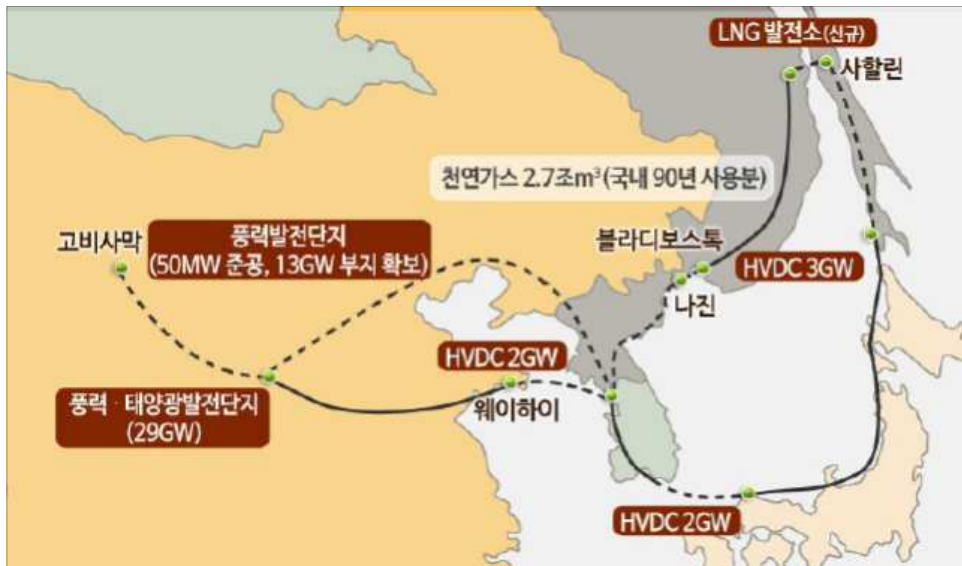 LNG 발전소(신규)
사할린
천연가스 2.7조m³(국내 90년 사용분)
고비사막
풍력발전단지
(50MW 준공, 13GW 부지 확보)
블라디보스톡
HVDC 3GW
나진
HVDC 2GW
풍력 · 태양광발전단지
(29GW)
웨이하이
HVDC 2GW